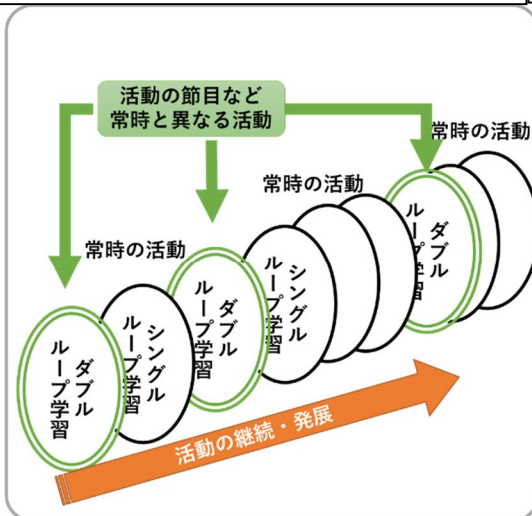 活動の節目など
常時と異なる活動
常時の活動
常時の活動
常時の活動
ダブル
ループ学習
シングル
ループ学習
ダブル
ループ学習
シングル
ループ学習
ダブル
ループ学習
活動の継続・発展